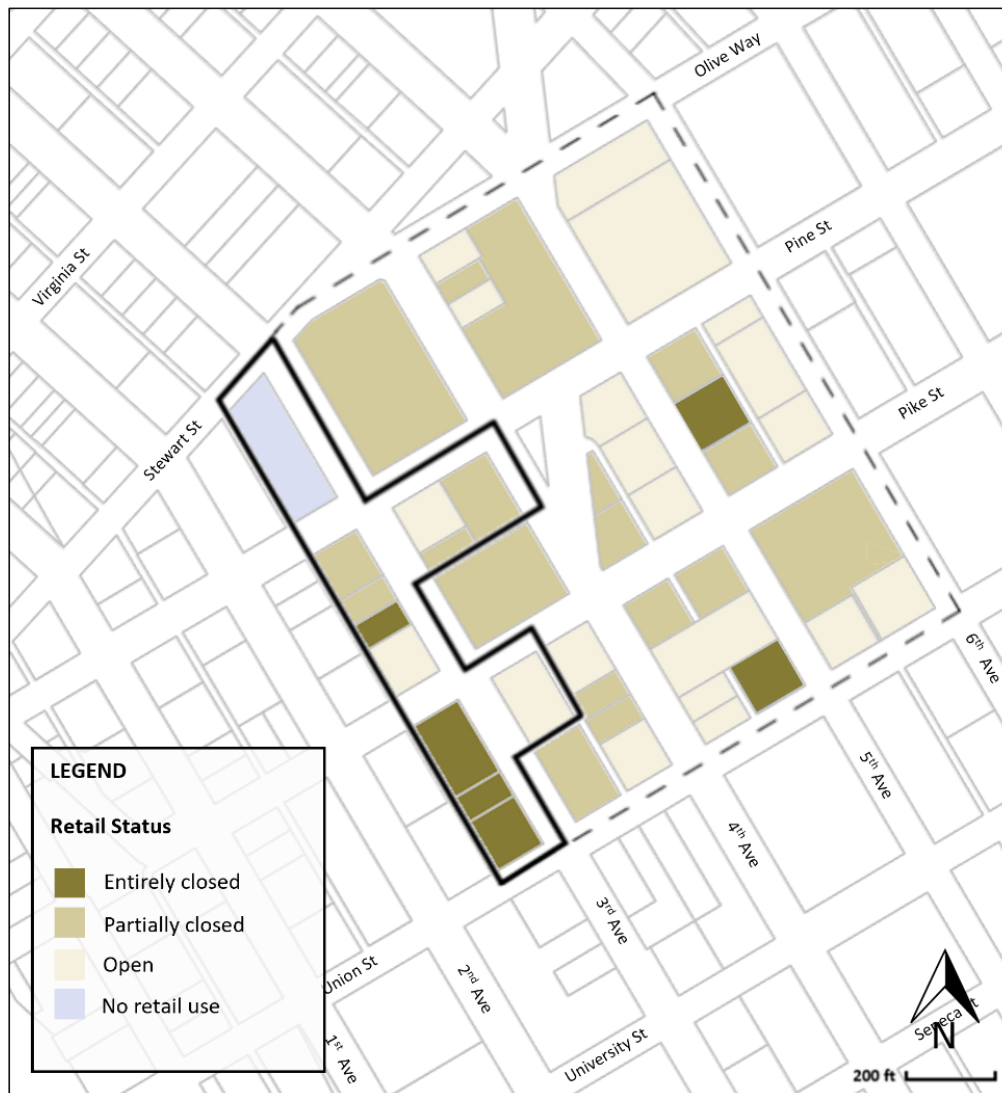 Olive Way
Pine St
Virginia St
Pike St
Stewart St
6th Ave
LEGEND
Retail Status
Entirely closed
Partially closed
Open
No retail use
5th Ave
4th Ave
3rd Ave
Union St
2nd Ave
1st Ave
University St
Seneca St
N
200 ft